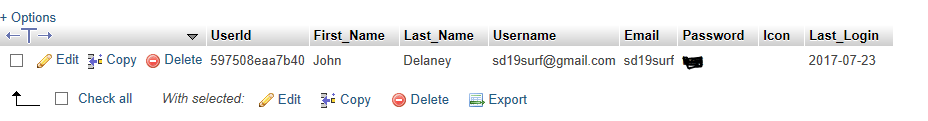 + Options
UserId First_Name Last_Name Username Email Password Icon Last_Login
Edit Copy Delete 597508eaa7b40 John Delaney sd19surf@gmail.com sd19surf 2017-07-23
Check all With selected: Edit Copy Delete Export